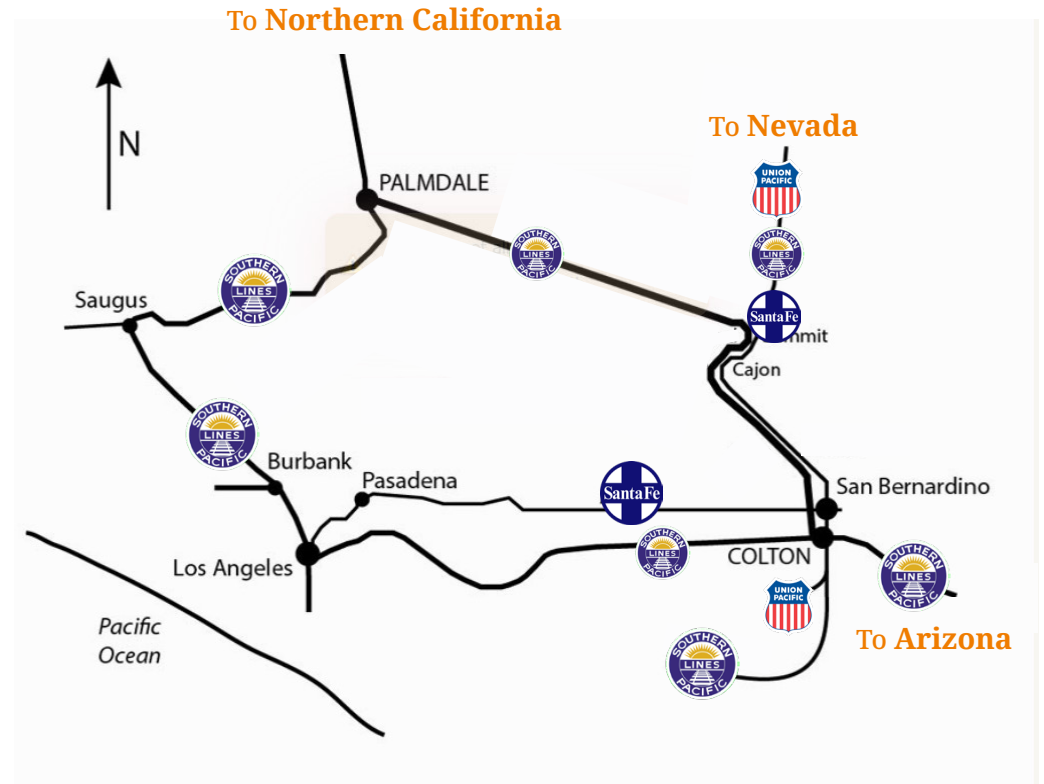 To Northern California
To Nevada
N
PALMDALE
UNION
PACIFIC
SOUTHERN
LINES
PACIFIC
SOUTHERN
LINES
PACIFIC
SOUTHERN
LINES
PACIFIC
Saugus
Santa Fe
mmit
Cajon
SOUTHERN
LINES
PACIFIC
Burbank
Pasadena
Santa Fe
San Bernardino
SOUTHERN
LINES
PACIFIC
COLTON
Los Angeles
SOUTHERN
LINES
PACIFIC
UNION
PACIFIC
To Arizona
Pacific
Ocean
SOUTHERN
LINES
PACIFIC